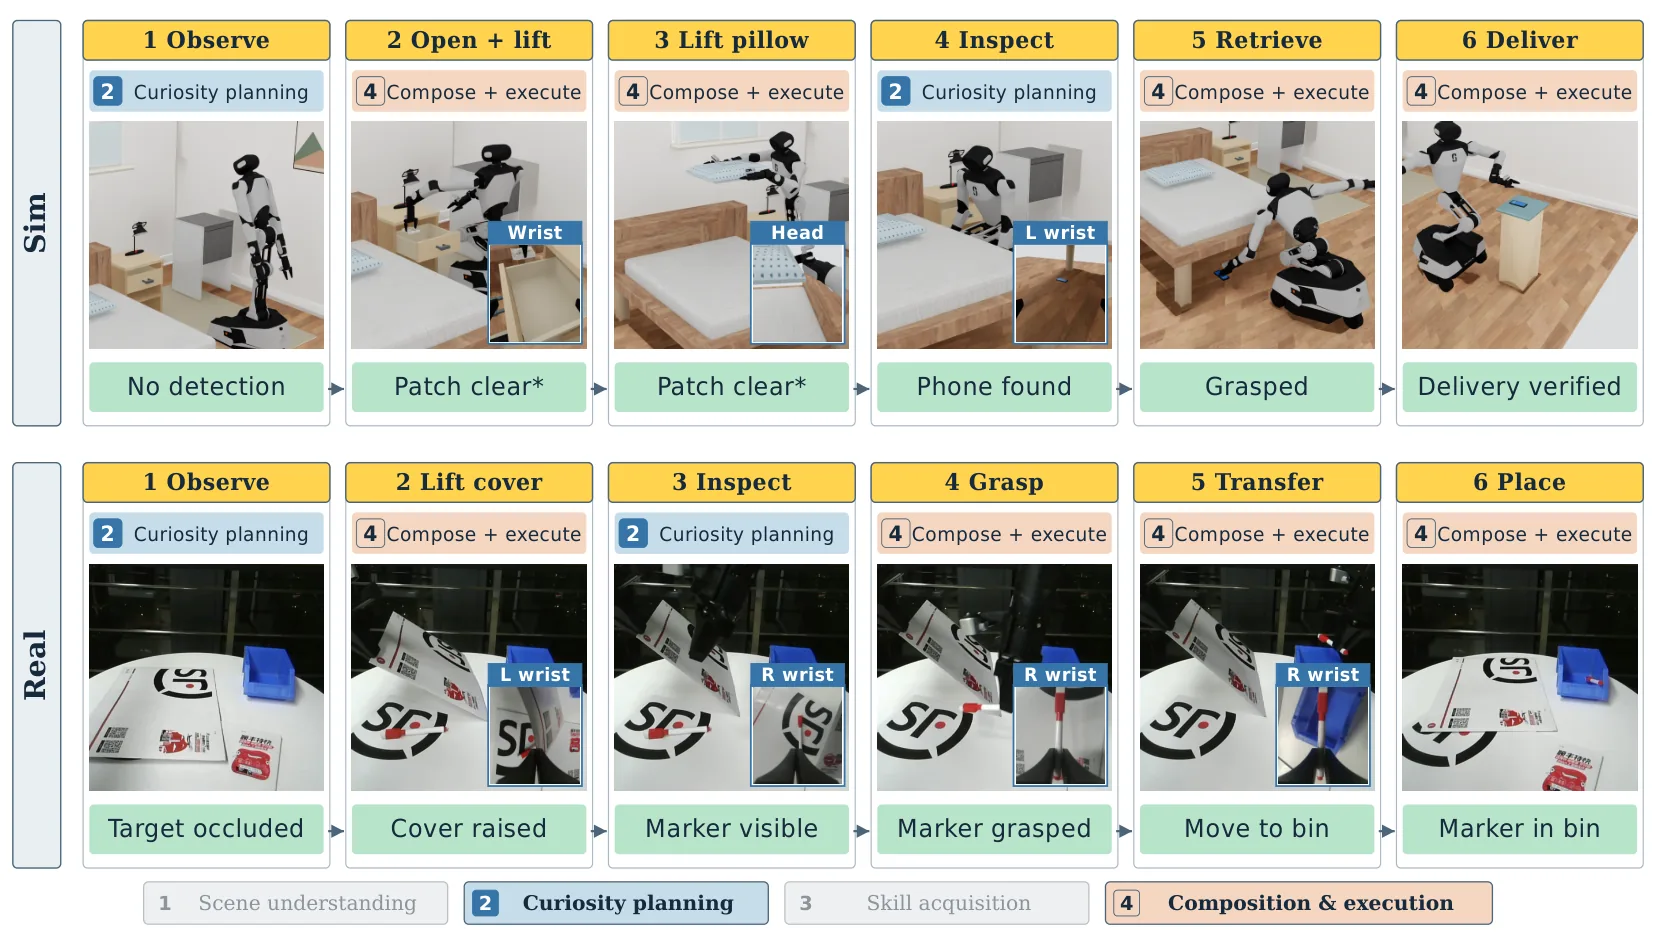 Sim
1 Observe
2 Curiosity planning
No detection
2 Open + lift
4 Compose + execute
Wrist
Patch clear*
3 Lift pillow
4 Compose + execute
Head
Patch clear*
4 Inspect
2 Curiosity planning
L wrist
Phone found
5 Retrieve
4 Compose + execute
Grasped
6 Deliver
4 Compose + execute
Delivery verified
Real
1 Observe
2 Curiosity planning
Target occluded
2 Lift cover
4 Compose + execute
L wrist
Cover raised
3 Inspect
2 Curiosity planning
R wrist
Marker visible
4 Grasp
4 Compose + execute
R wrist
Marker grasped
5 Transfer
4 Compose + execute
R wrist
Move to bin
6 Place
4 Compose + execute
Marker in bin
1 Scene understanding
2 Curiosity planning
3 Skill acquisition
4 Composition & execution